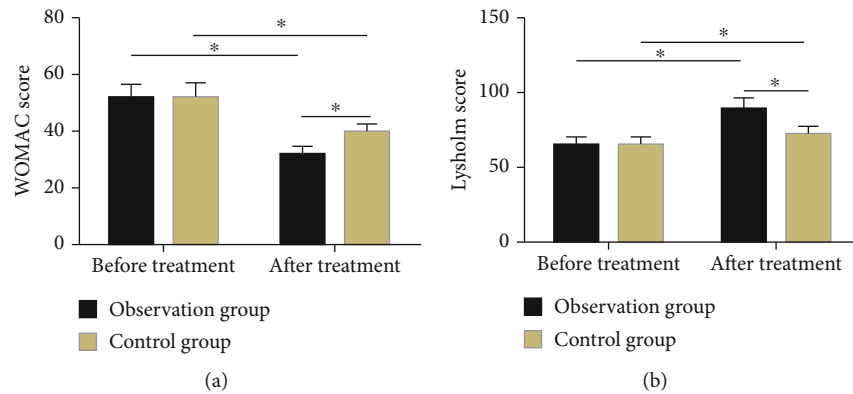 80
60
40
20
0
WOMAC score
*
*
*
Before treatment
After treatment
Observation group
Control group
(a)
150
100
50
0
Lysholm score
*
*
*
Before treatment
After treatment
Observation group
Control group
(b)